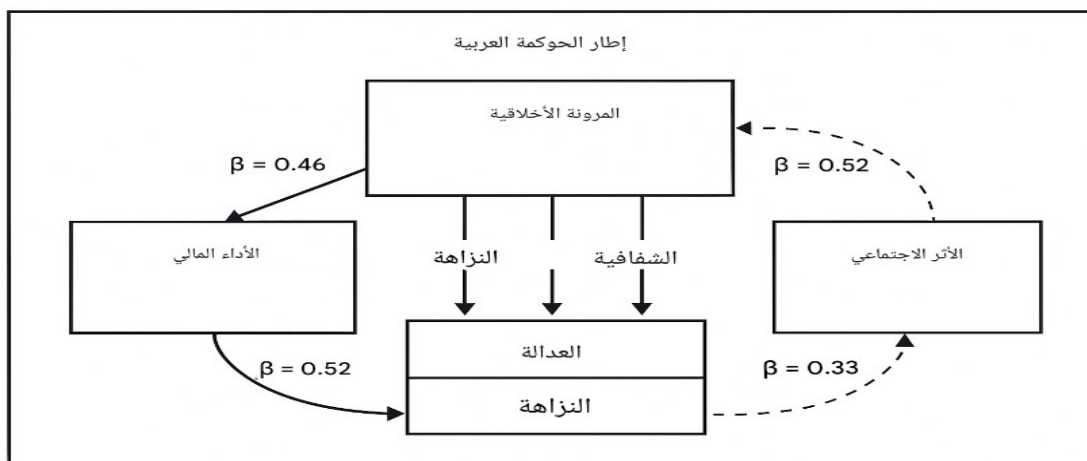 إطار الحوكمة العربية
المرونة الأخلاقية
β = 0.46
β = 0.52
الأداء المالي
النزاهة
الشفافية
الأثر الاجتماعي
العدالة
النزاهة
β = 0.52
β = 0.33